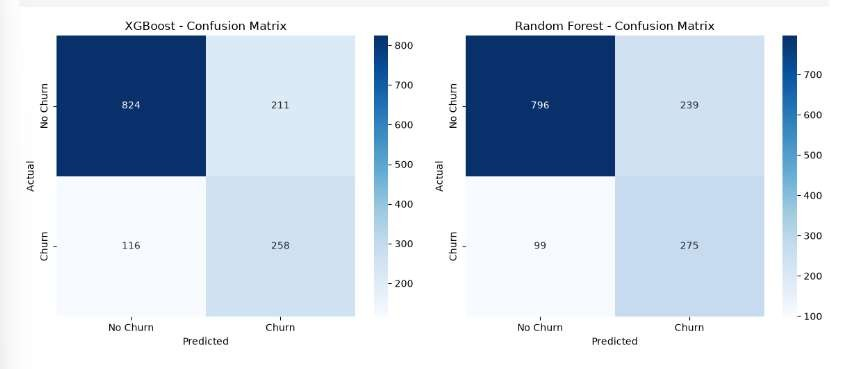 XGBoost - Confusion Matrix
No Churn
Churn
Actual
824
211
116
258
No Churn
Churn
Predicted
800
700
600
500
400
300
200
Random Forest - Confusion Matrix
No Churn
Churn
Actual
796
239
99
275
No Churn
Churn
Predicted
700
600
500
400
300
200
100